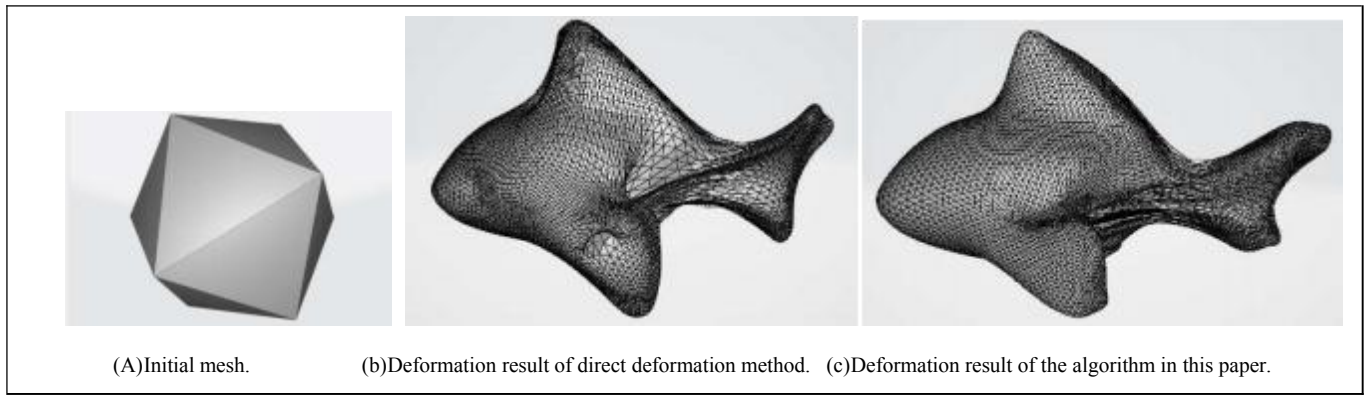 (A)Initial mesh. (b)Deformation result of direct deformation method. (c)Deformation result of the algorithm in this paper.